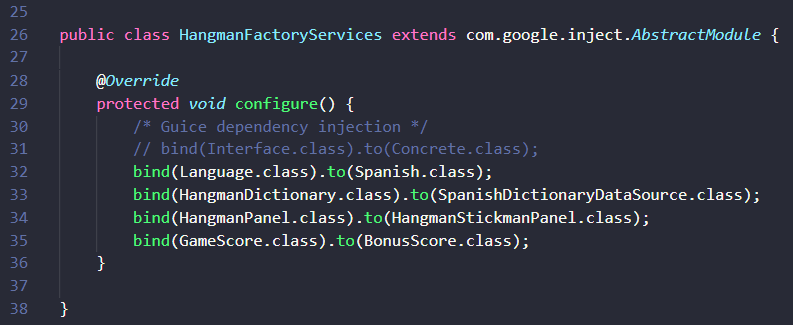 25
26 public class HangmanFactoryServices extends com.google.inject.AbstractModule {
27
28 @Override
29 protected void configure() {
30 /* Guice dependency injection */
31 // bind(Interface.class).to(Concrete.class);
32 bind(Language.class).to(Spanish.class);
33 bind(HangmanDictionary.class).to(SpanishDictionaryDataSource.class);
34 bind(HangmanPanel.class).to(HangmanStickmanPanel.class);
35 bind(GameScore.class).to(BonusScore.class);
36 }
37
38 }